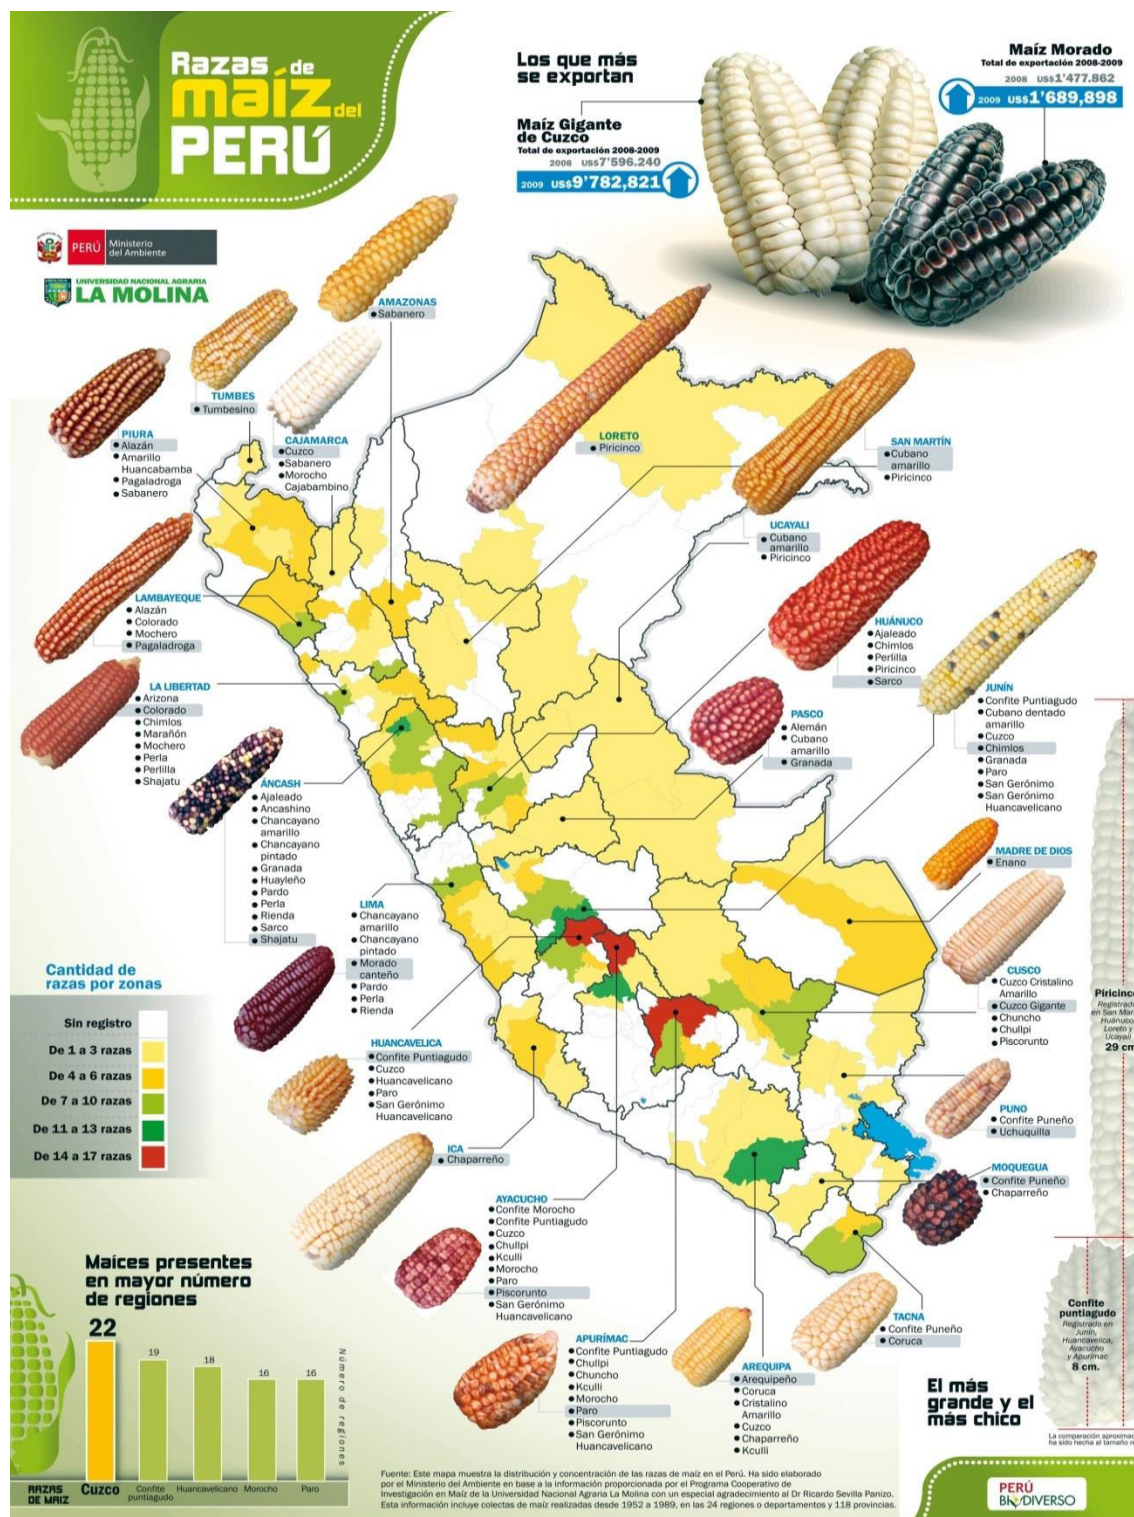 Razas de
maíz del
PERÚ
PERÚ
Ministerio
del Ambiente
UNIVERSIDAD NACIONAL AGRARIA
LA MOLINA
Los que más
se exportan
Maíz Gigante
de Cuzco
Total de exportación 2008-2009
2008 US$7'596.240
2009 US$9'782,821
Maíz Morado
Total de exportación 2008-2009
2008 US$1'477.862
2009 US$1'689,898
AMAZONAS
Sabanero
TUMBES
Tumbesino
PIURA
Alazán
Amarillo
Huancabamba
Pagaladroga
Sabanero
CAJAMARCA
Cuzco
Sabanero
Morocho
Cajabambino
LORETO
Piricinco
SAN MARTÍN
Cubano
amarillo
Piricinco
UCAYALI
Cubano
amarillo
Piricinco
LAMBAYEQUE
Alazán
Colorado
Mochero
Pagaladroga
HUÁNUCO
Ajaleado
Chimlos
Perlilla
Piricinco
Sarco
LA LIBERTAD
Arizona
Colorado
Chimlos
Marañón
Mochero
Perla
Perlilla
Shajatu
JUNÍN
Confite Puntiagudo
Cubano dentado
amarillo
Cuzco
Chimlos
Granada
Paro
San Gerónimo
San Gerónimo
Huancavelicano
PASCO
Alemán
Cubano
amarillo
Granada
ÁNCASH
Ajaleado
Ancashino
Chancayano
amarillo
Chancayano
pintado
Granada
Huayleño
Pardo
Perla
Rienda
Sarco
Shajatu
MADRE DE DIOS
Enano
LIMA
Chancayano
amarillo
Chancayano
pintado
Morado
canteño
Pardo
Perla
Rienda
CUSCO
Cuzco Cristalino
Amarillo
Cuzco Gigante
Chuncho
Chullpi
Piscorunto
Cantidad de
razas por zonas
Sin registro
De 1 a 3 razas
De 4 a 6 razas
De 7 a 10 razas
De 11 a 13 razas
De 14 a 17 razas
HUANCAVELICA
Confite Puntiagudo
Cuzco
Huancavelicano
Paro
San Gerónimo
Huancavelicano
ICA
Chaparreño
PUNO
Confite Puneño
Uchuquilla
MOQUEGUA
Confite Puneño
Chaparreño
AYACUCHO
Confite Morocho
Confite Puntiagudo
Cuzco
Chullpi
Kculli
Morocho
Paro
Piscorunto
San Gerónimo
Huancavelicano
TACNA
Confite Puneño
Coruca
APURÍMAC
Confite Puntiagudo
Chullpi
Chuncho
Kculli
Morocho
Paro
Piscorunto
San Gerónimo
Huancavelicano
AREQUIPA
Arequipeño
Coruca
Cristalino
Amarillo
Cuzco
Chaparreño
Kculli
Piricinco
Registrado
en San Mar
Huánuco
Loreto y
Ucayali
29 cm
Confite
puntiagudo
Registrado en
Junín,
Huancavelica,
Ayacucho
y Apurímac
8 cm.
El más
grande y el
más chico
La comparación aproximad
ha sido hecha al tamaño r
Maíces presentes
en mayor número
de regiones
22
19
18
16
16
Número de regiones
RAZAS
DE MAIZ
Cuzco
Confite
puntiagudo
Huancavelicano
Morocho
Paro
Fuente: Este mapa muestra la distribución y concentración de las razas de maíz en el Perú. Ha sido elaborado
por el Ministerio del Ambiente en base a la información proporcionada por el Programa Cooperativo de
Investigación en Maíz de la Universidad Nacional Agraria La Molina con un especial agradecimiento al Dr Ricardo Sevilla Panizo.
Esta información incluye colectas de maíz realizadas desde 1952 a 1989, en las 24 regiones o departamentos y 118 provincias.
PERÚ
BIODIVERSO